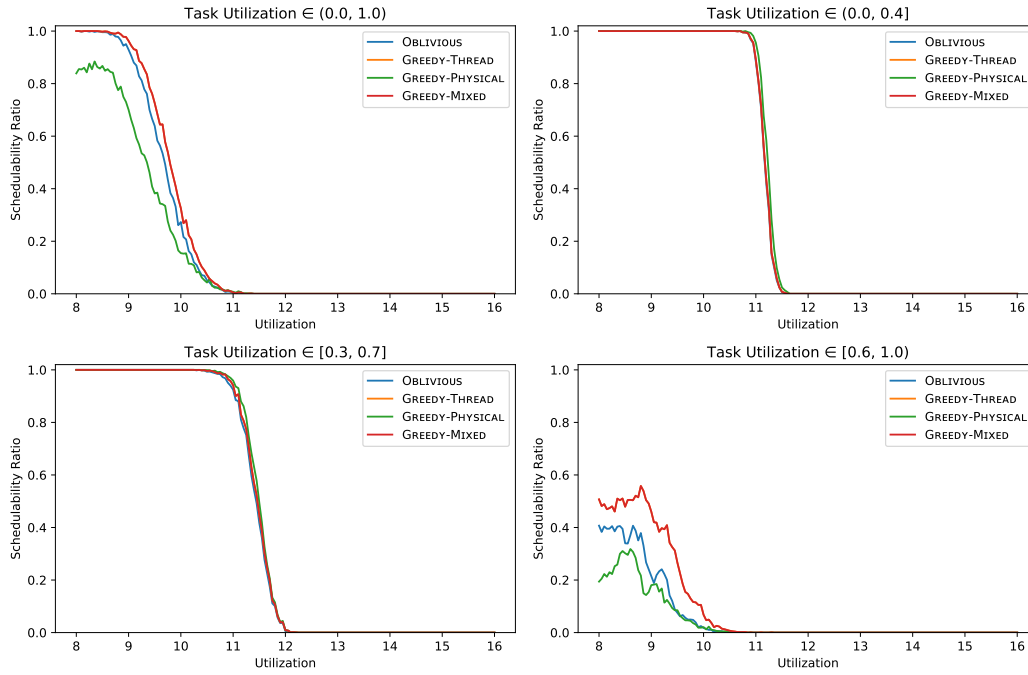 Task Utilization ∈ (0.0, 1.0)
1.0
0.8
0.6
0.4
0.2
0.0
Schedulability Ratio
OBLIVIOUS
GREEDY-THREAD
GREEDY-PHYSICAL
GREEDY-MIXED
8 9 10 11 12 13 14 15 16
Utilization
Task Utilization ∈ (0.0, 0.4]
1.0
0.8
0.6
0.4
0.2
0.0
Schedulability Ratio
OBLIVIOUS
GREEDY-THREAD
GREEDY-PHYSICAL
GREEDY-MIXED
8 9 10 11 12 13 14 15 16
Utilization
Task Utilization ∈ [0.3, 0.7]
1.0
0.8
0.6
0.4
0.2
0.0
Schedulability Ratio
OBLIVIOUS
GREEDY-THREAD
GREEDY-PHYSICAL
GREEDY-MIXED
8 9 10 11 12 13 14 15 16
Utilization
Task Utilization ∈ [0.6, 1.0)
1.0
0.8
0.6
0.4
0.2
0.0
Schedulability Ratio
OBLIVIOUS
GREEDY-THREAD
GREEDY-PHYSICAL
GREEDY-MIXED
8 9 10 11 12 13 14 15 16
Utilization